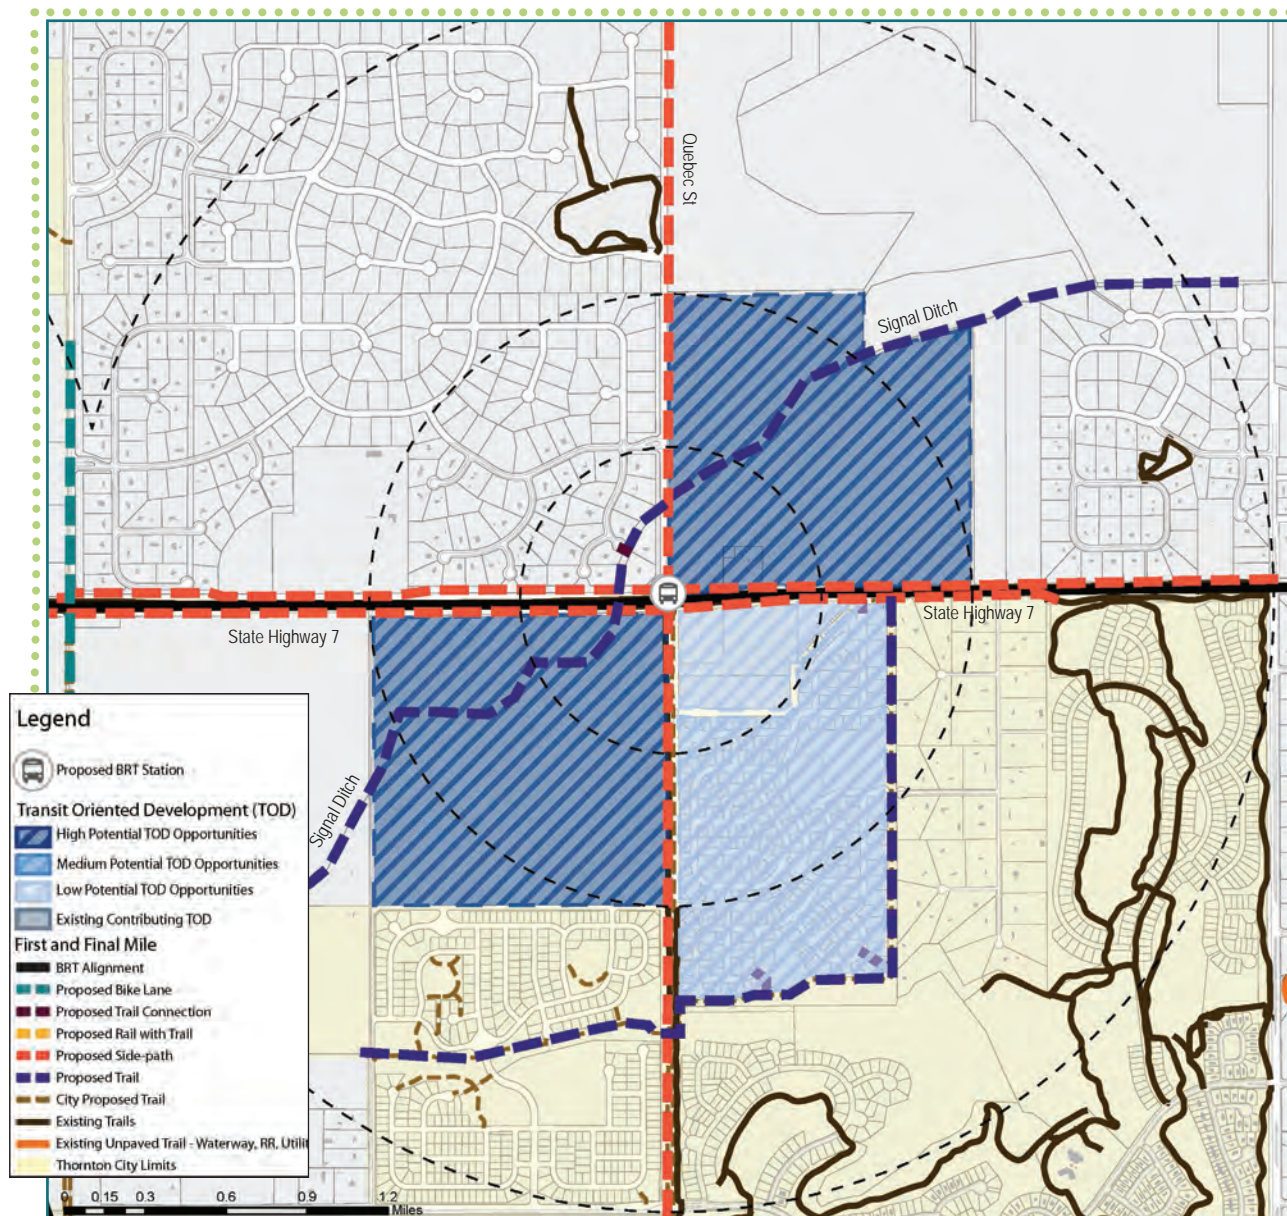 Quebec St
Signal Ditch
State Highway 7
State Highway 7
Signal Ditch
Legend
Proposed BRT Station
Transit Oriented Development (TOD)
High Potential TOD Opportunities
Medium Potential TOD Opportunities
Low Potential TOD Opportunities
Existing Contributing TOD
First and Final Mile
BRT Alignment
Proposed Bike Lane
Proposed Trail Connection
Proposed Rail with Trail
Proposed Side-path
Proposed Trail
City Proposed Trail
Existing Trails
Existing Unpaved Trail - Waterway, RR, Utilit
Thornton City Limits
0 0.15 0.3 0.6 0.9 1.2
Miles